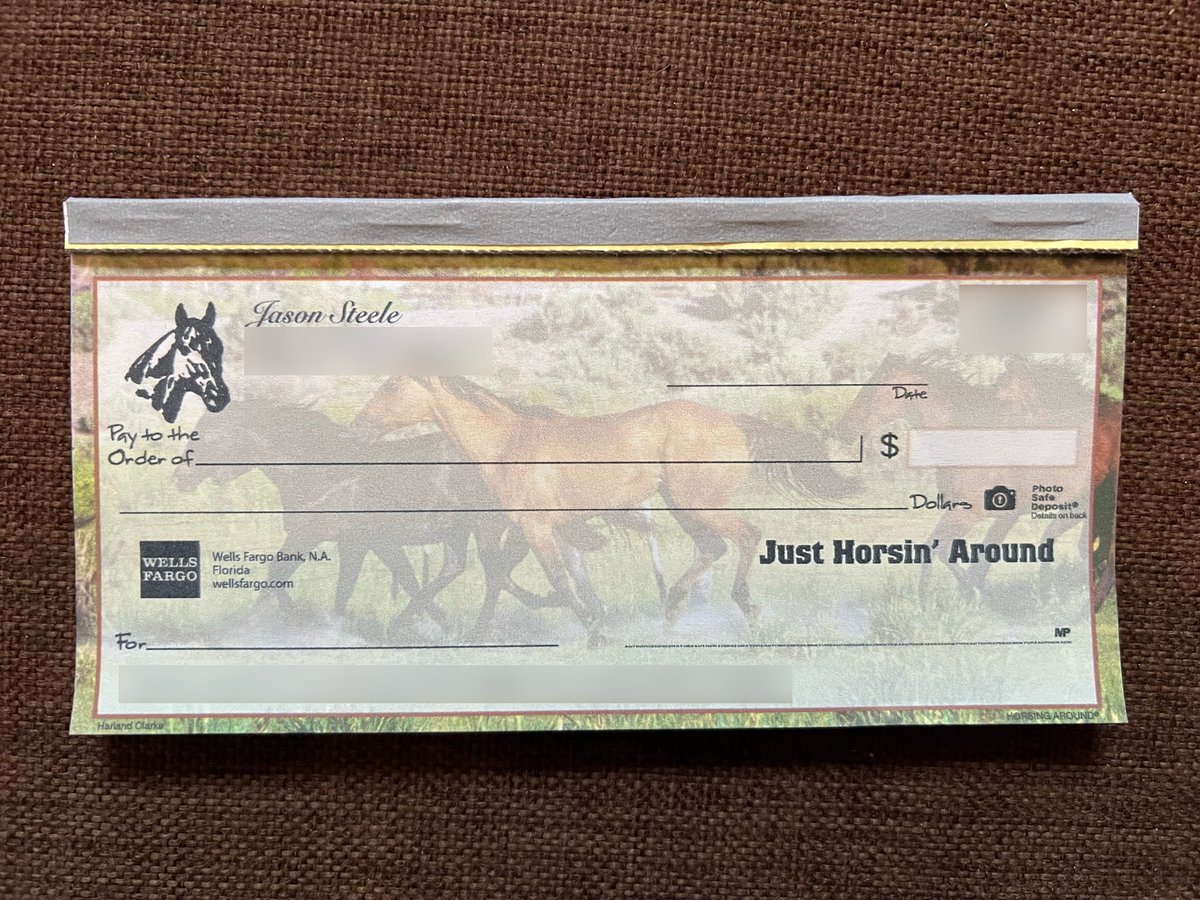 Jason Steele
Date
Pay to the
Order of
$
Dollars
Photo
Safe
Deposit®
Details on back
WELLS
FARGO
Wells Fargo Bank, N.A.
Florida
wellsfargo.com
Just Horsin' Around
For
MP
Harland Clarke
HORSING AROUND®